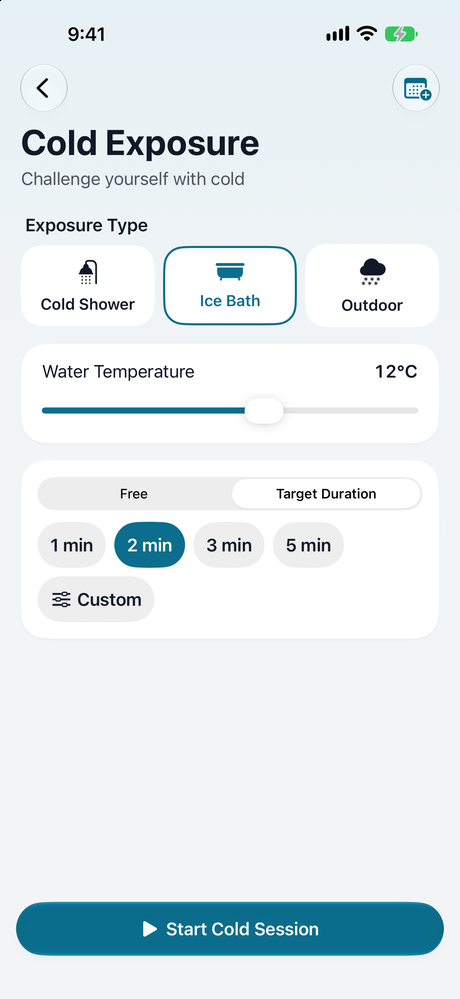 9:41
Cold Exposure
Challenge yourself with cold
Exposure Type
Cold Shower
Ice Bath
Outdoor
Water Temperature 12°C
Free Target Duration
1 min 2 min 3 min 5 min
Custom
Start Cold Session